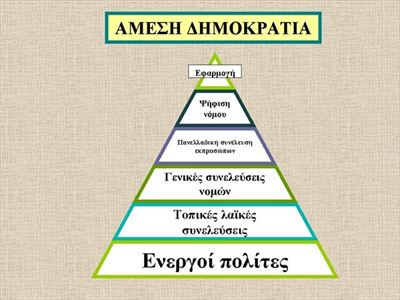 ΑΜΕΣΗ ΔΗΜΟΚΡΑΤΙΑ
Εφαρμογή
Ψήφιση
νόμου
Πανελλαδική συνέλευση
εκπροσώπων
Γενικές συνελεύσεις
νομών
Τοπικές λαϊκές
συνελεύσεις
Ενεργοί πολίτες